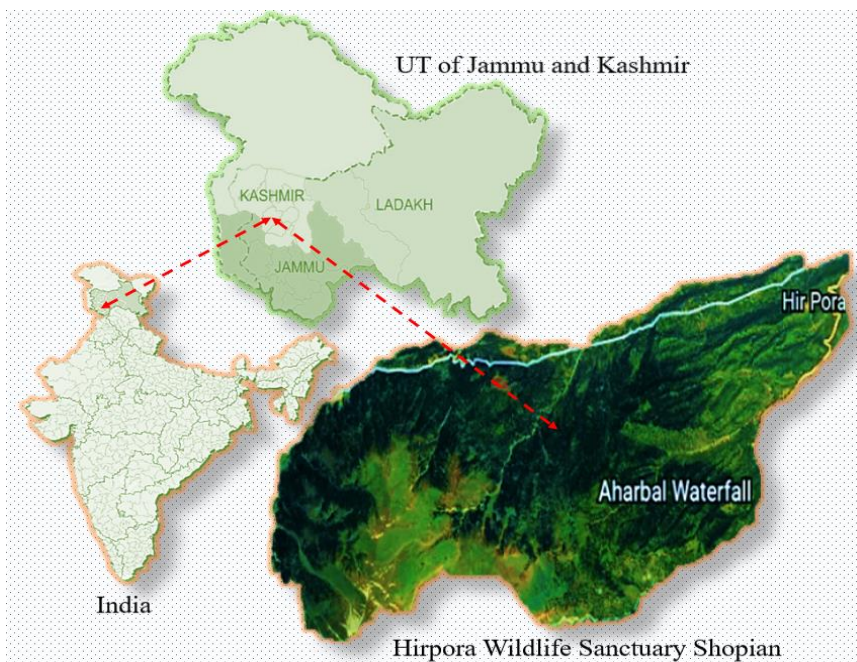 UT of Jammu and Kashmir
KASHMIR
LADAKH
JAMMU
Hir Pora
Aharbal Waterfall
India
Hirpora Wildlife Sanctuary Shopian